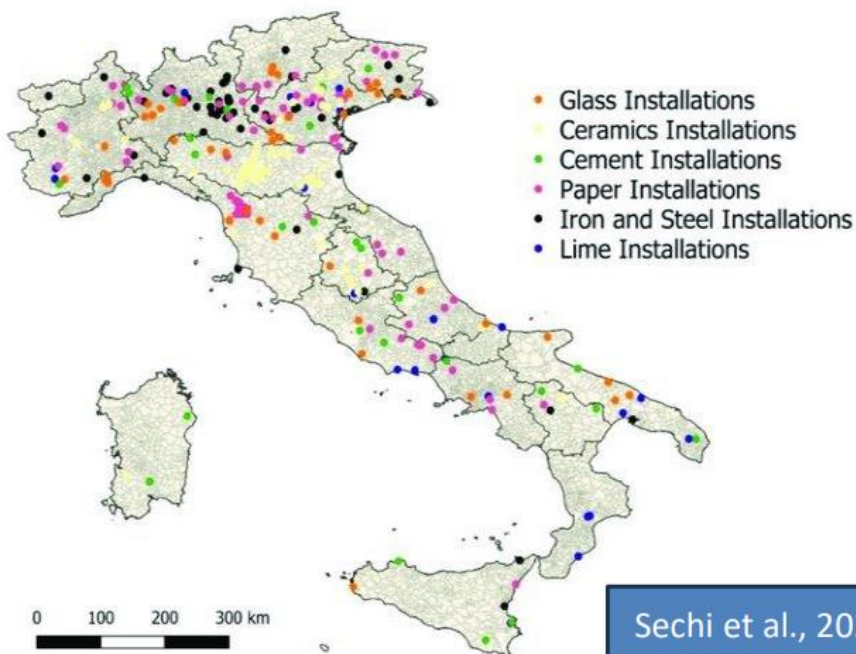 Glass Installations
Ceramics Installations
Cement Installations
Paper Installations
Iron and Steel Installations
Lime Installations
0 100 200 300 km
Sechi et al., 20